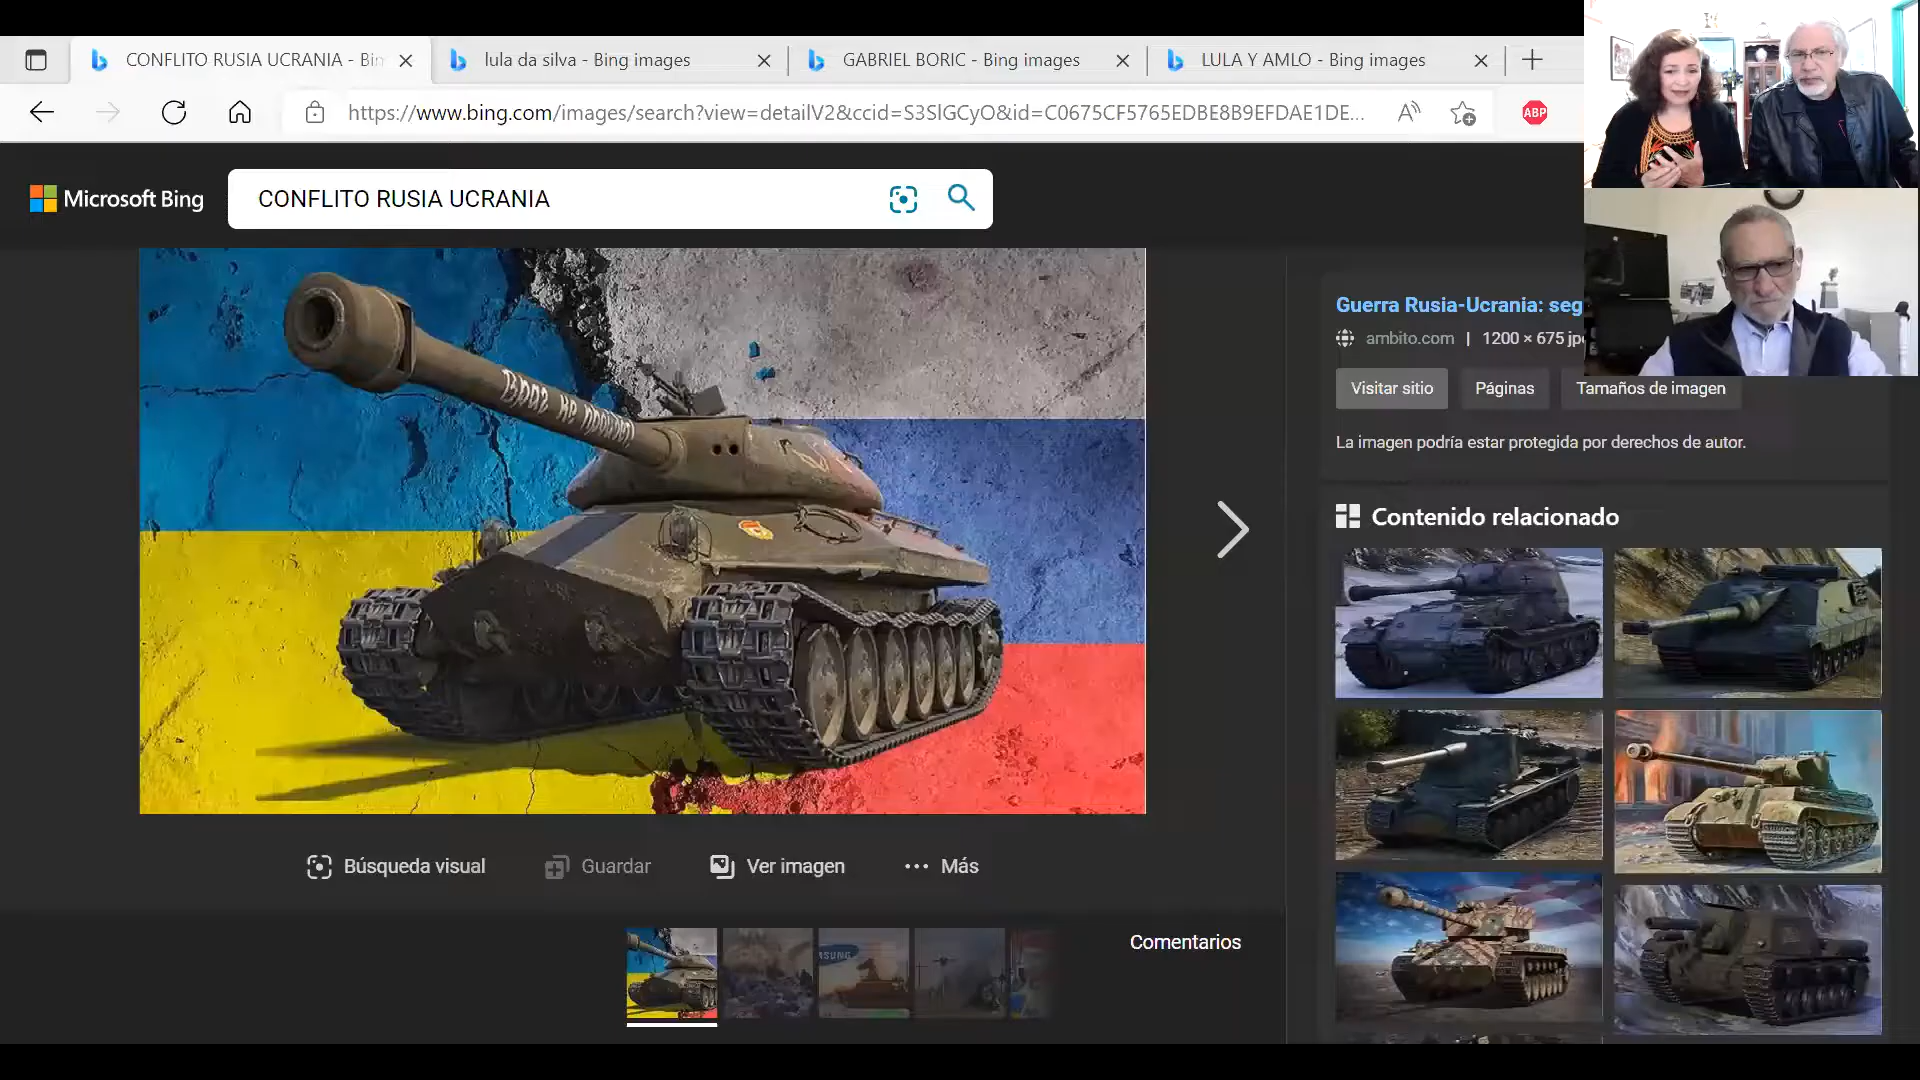 CONFLITO RUSIA UCRANIA - Bin
lula da silva - Bing images
GABRIEL BORIC - Bing images
LULA Y AMLO - Bing images
https://www.bing.com/images/search?view=detailV2&ccid=S3SlGCyO&id=C0675CF5765EDBE8B9EFDAE1DE...
ABP
Microsoft Bing
CONFLITO RUSIA UCRANIA
Guerra Rusia-Ucrania: seg
ambito.com | 1200 × 675 jp
Visitar sitio
Páginas
Tamaños de imagen
La imagen podría estar protegida por derechos de autor.
Contenido relacionado
Búsqueda visual
Guardar
Ver imagen
Más
Comentarios